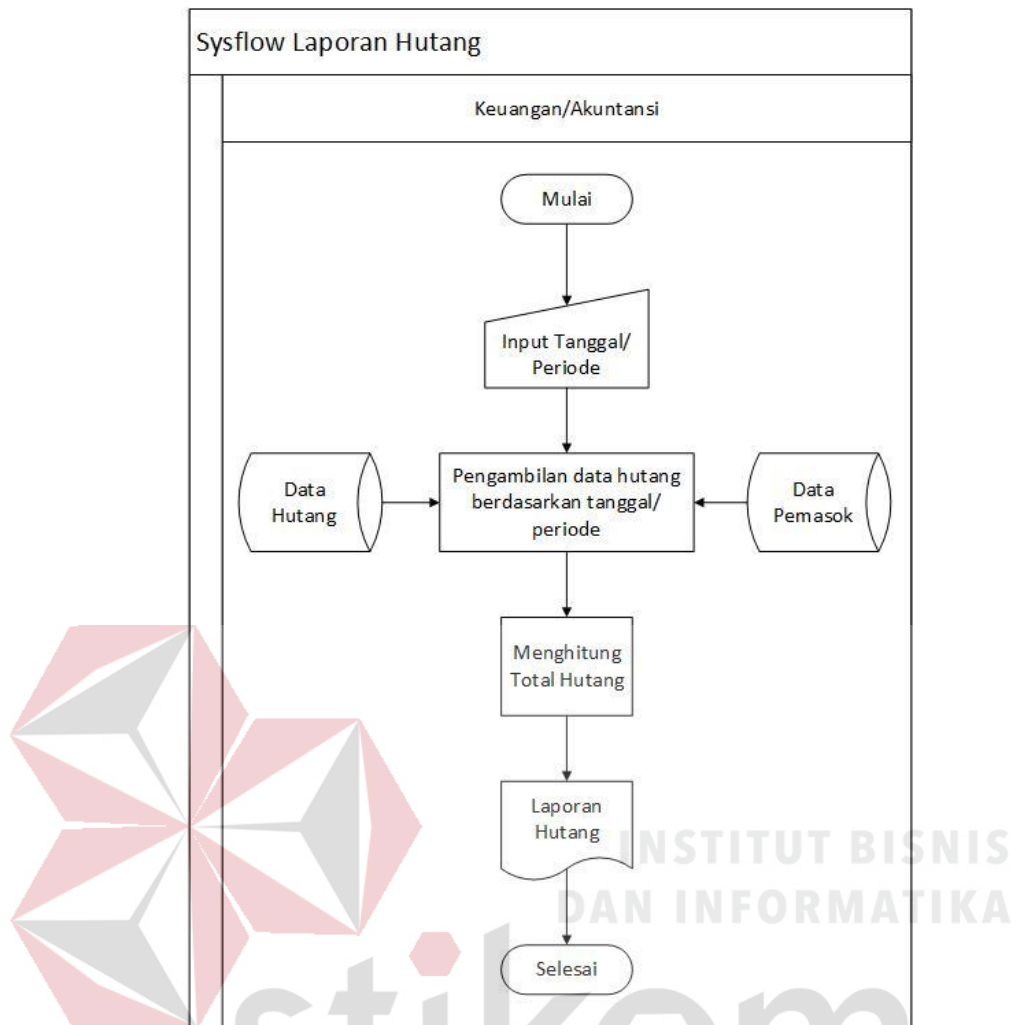 Sysflow Laporan Hutang
Keuangan/Akuntansi
Mulai
Input Tanggal/
Periode
Data
Hutang
Pengambilan data hutang
berdasarkan tanggal/
periode
Data
Pemasok
Menghitung
Total Hutang
Laporan
Hutang
INSTITUT BISNIS
DAN INFORMATIKA
Selesai
stikom